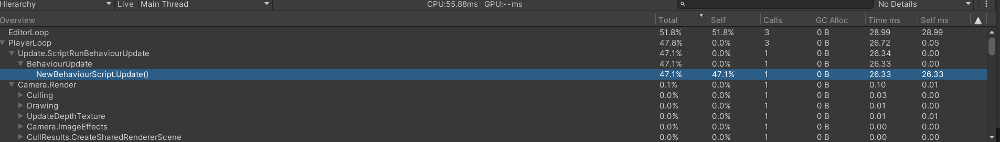 Hierarchy Live Main Thread CPU:55.88ms GPU:--ms No Details
Overview Total Self Calls GC Alloc Time ms Self ms
EditorLoop 51.8% 51.8% 3 0 B 28.99 28.99
PlayerLoop 47.8% 0.0% 3 0 B 26.72 0.05
Update.ScriptRunBehaviourUpdate 47.1% 0.0% 1 0 B 26.34 0.00
BehaviourUpdate 47.1% 0.0% 1 0 B 26.33 0.00
NewBehaviourScript.Update() 47.1% 47.1% 1 0 B 26.33 26.33
Camera.Render 0.1% 0.0% 1 0 B 0.10 0.01
Culling 0.0% 0.0% 1 0 B 0.03 0.00
Drawing 0.0% 0.0% 1 0 B 0.01 0.00
UpdateDepthTexture 0.0% 0.0% 1 0 B 0.01 0.01
Camera.ImageEffects 0.0% 0.0% 1 0 B 0.00 0.00
CullResults.CreateSharedRendererScene 0.0% 0.0% 1 0 B 0.00 0.00